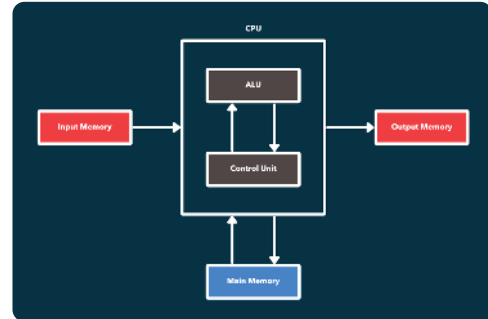 CPU
ALU
Input Memory
Output Memory
Control Unit
Main Memory